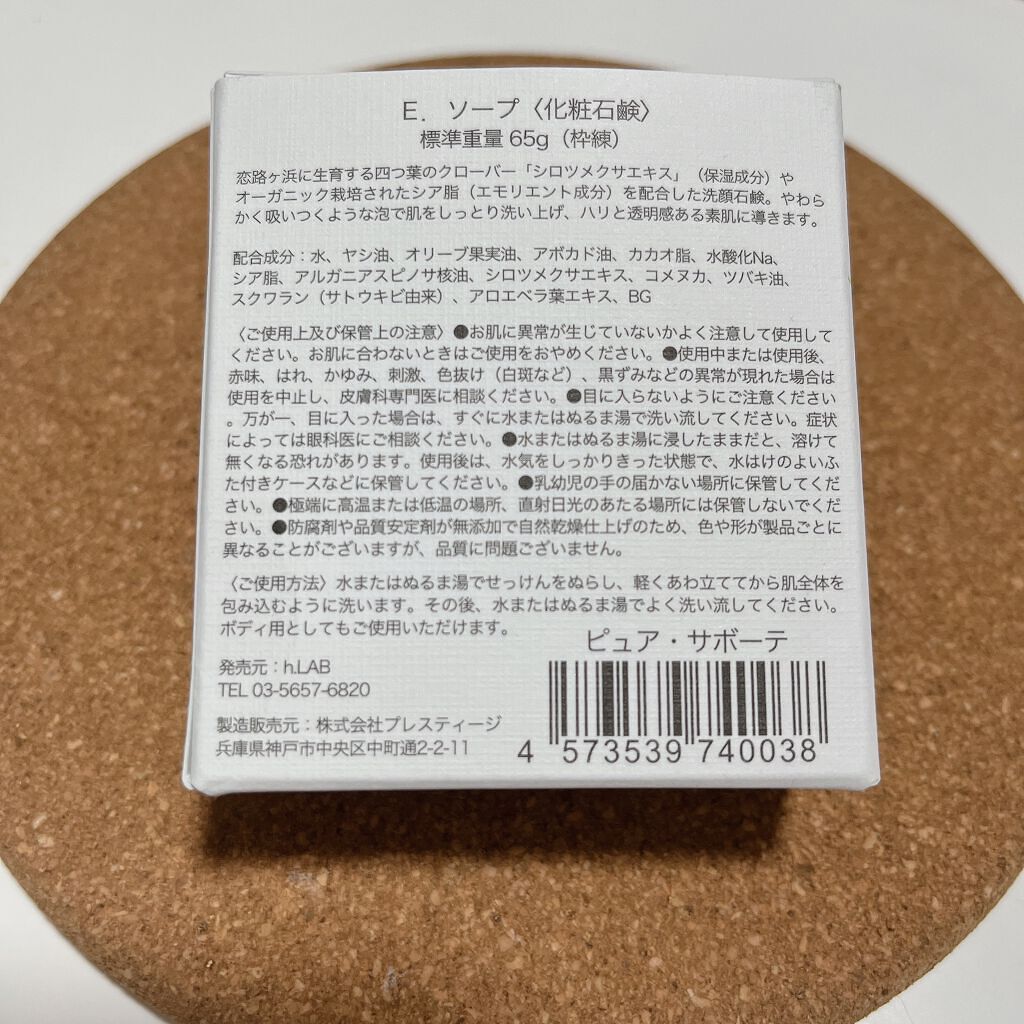 E. ソープ〈化粧石鹸〉
標準重量 65g（枠練）
恋路ヶ浜に生育する四つ葉のクローバー「シロツメクサエキス」（保湿成分）や
オーガニック栽培されたシア脂（エモリエント成分）を配合した洗顔石鹸。やわら
かく吸いつくような泡で肌をしっとり洗い上げ、ハリと透明感ある素肌に導きます。
配合成分：水、ヤシ油、オリーブ果実油、アボカド油、カカオ脂、水酸化Na、
シア脂、アルガニアスピノサ核油、シロツメクサエキス、コメヌカ、ツバキ油、
スクワラン（サトウキビ由来）、アロエベラ葉エキス、BG
〈ご使用上及び保管上の注意〉●お肌に異常が生じていないかよく注意して使用して
ください。お肌に合わないときはご使用をおやめください。●使用中または使用後、
赤味、はれ、かゆみ、刺激、色抜け（白斑など）、黒ずみなどの異常が現れた場合は
使用を中止し、皮膚科専門医に相談ください。●目に入らないようにご注意ください
。万が一、目に入った場合は、すぐに水またはぬるま湯で洗い流してください。症状
によっては眼科医にご相談ください。●水またはぬるま湯に浸したままだと、溶けて
無くなる恐れがあります。使用後は、水気をしっかりきった状態で、水はけのよいふ
た付きケースなどに保管してください。●乳幼児の手の届かない場所に保管してくだ
さい。●極端に高温または低温の場所、直射日光のあたる場所には保管しないでくだ
さい。●防腐剤や品質安定剤が無添加で自然乾燥仕上げのため、色や形が製品ごとに
異なることがございますが、品質に問題ございません。
〈ご使用方法〉水またはぬるま湯でせっけんをぬらし、軽くあわ立ててから肌全体を
包み込むように洗います。その後、水またはぬるま湯でよく洗い流してください。
ボディ用としてもご使用いただけます。
ピュア・サボーテ
発売元：h.LAB
TEL 03-5657-6820
製造販売元：株式会社プレスティージ
兵庫県神戸市中央区中町通2-2-11
4 573539 740038